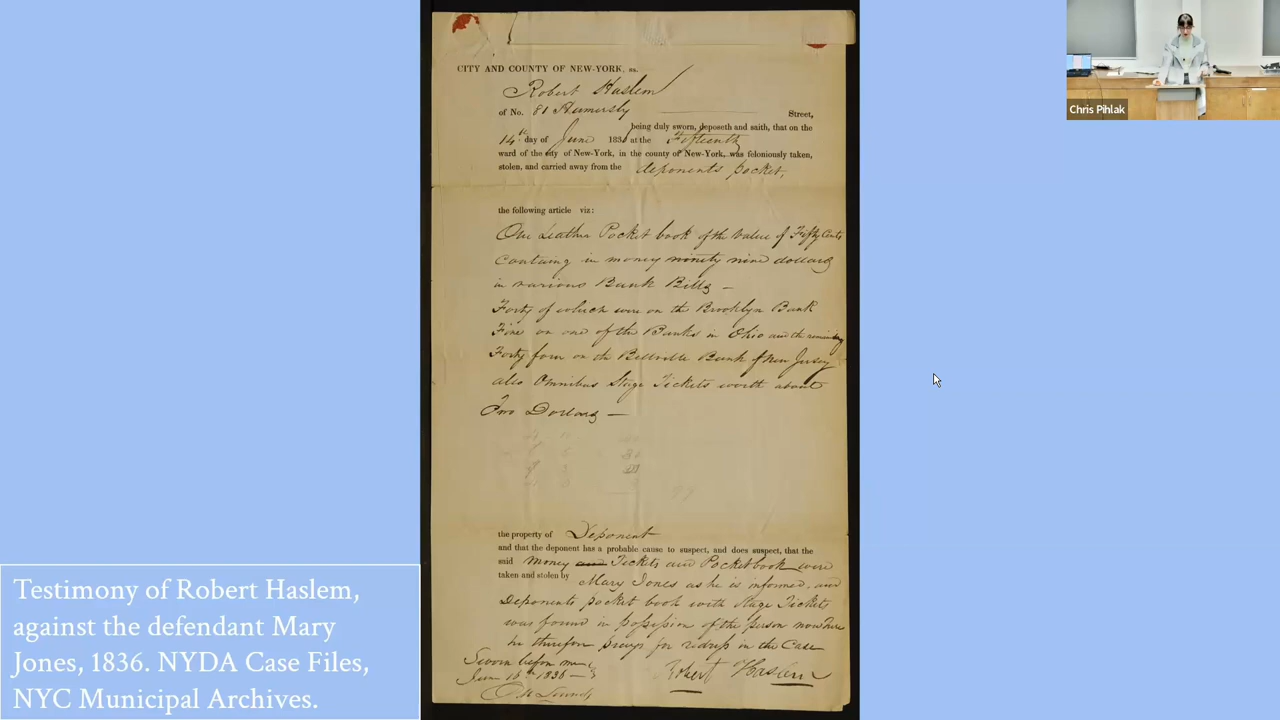 CITY AND COUNTY OF NEW-YORK, ss.
Robert Haslem
of No. 81 Hamersly Street,
being duly sworn, deposeth and saith, that on the
14th day of June 1836 at the Fifteenth
ward of the city of New-York, in the county of New-York, was feloniously taken,
stolen, and carried away from the deponents pocket,
the following article viz:
One Leather Pocket book of the value of Fifty Cents
Containg in money ninety nine dollars
in various Bank Bills —
Forty of which were on the Brooklyn Bank
Five on one of the Banks in Ohio and the remaining
Forty four on the Bellville Bank of New Jersey
also Omnibus Stage Tickets worth about
Two Dollars —
the property of Deponent
and that the deponent has a probable cause to suspect, and does suspect, that the
said Money and Tickets and Pocketbook were
taken and stolen by Mary Jones as he is informed, and
Deponents pocket book with Stage Tickets
was found in possession of the person now here
he therefore prays for redress in the Case
Sworn before me
June 16th 1836
Robert Haslem
Chris Pihlak
Testimony of Robert Haslem,
against the defendant Mary
Jones, 1836. NYDA Case Files,
NYC Municipal Archives.